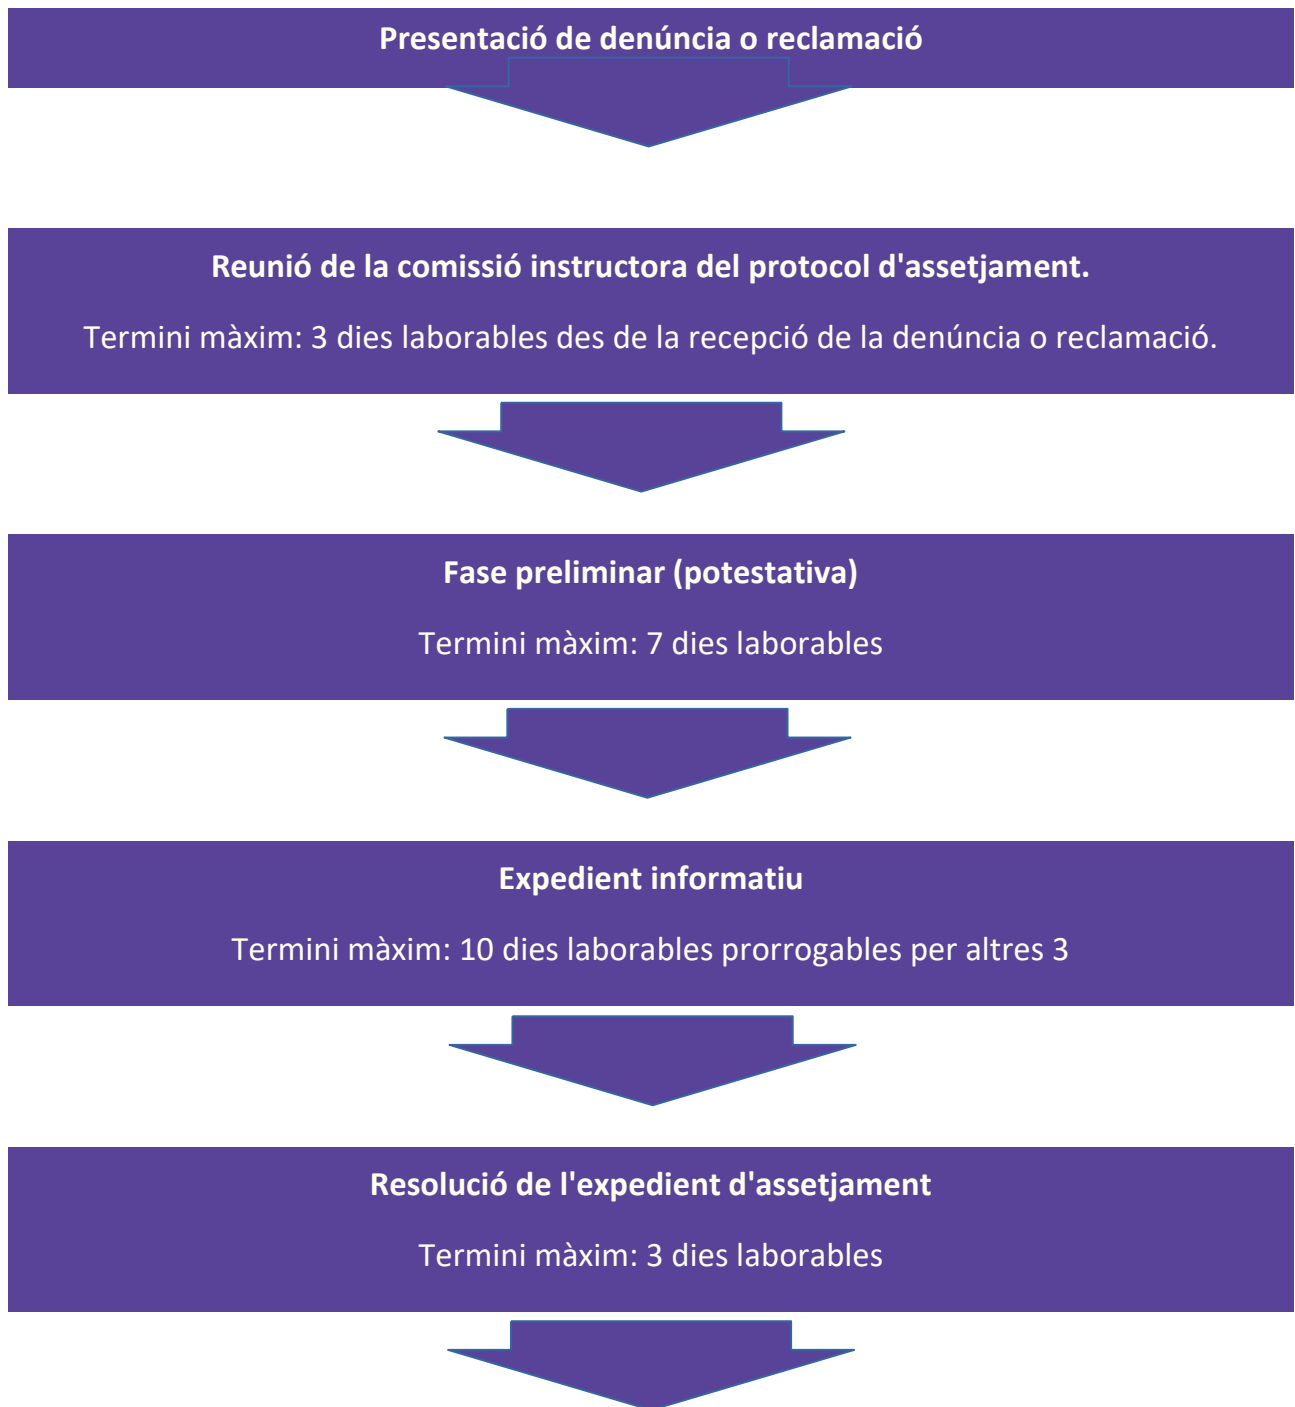 Presentació de denúncia o reclamació
Reunió de la comissió instructora del protocol d'assetjament.
Termini màxim: 3 dies laborables des de la recepció de la denúncia o reclamació.
Fase preliminar (potestativa)
Termini màxim: 7 dies laborables
Expedient informatiu
Termini màxim: 10 dies laborables prorrogables per altres 3
Resolució de l'expedient d'assetjament
Termini màxim: 3 dies laborables